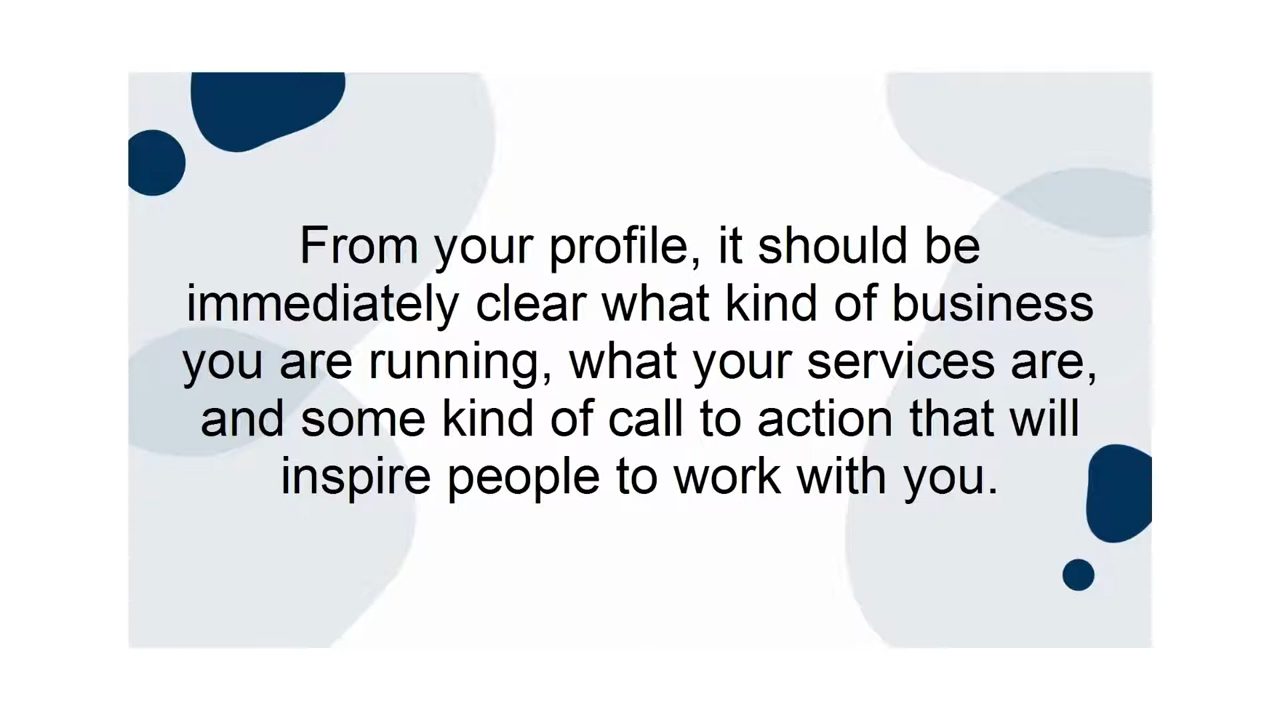 From your profile, it should be
immediately clear what kind of business
you are running, what your services are,
and some kind of call to action that will
inspire people to work with you.